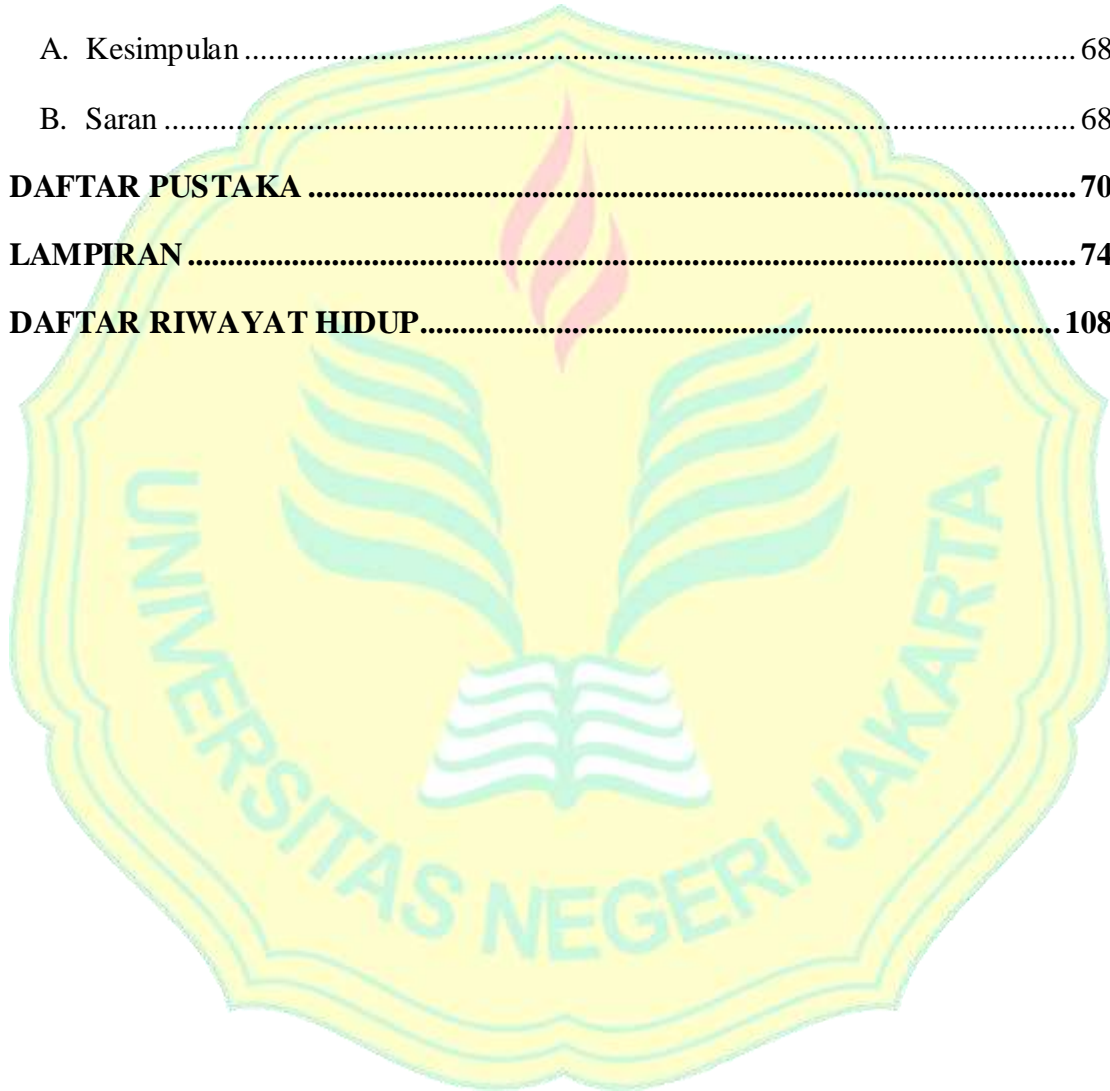 A. Kesimpulan ........................................................................................................ 68
B. Saran .................................................................................................................. 68
DAFTAR PUSTAKA ................................................................................................ 70
LAMPIRAN ............................................................................................................... 74
DAFTAR RIWAYAT HIDUP ................................................................................ 108
UNIVERSITAS NEGERI JAKARTA